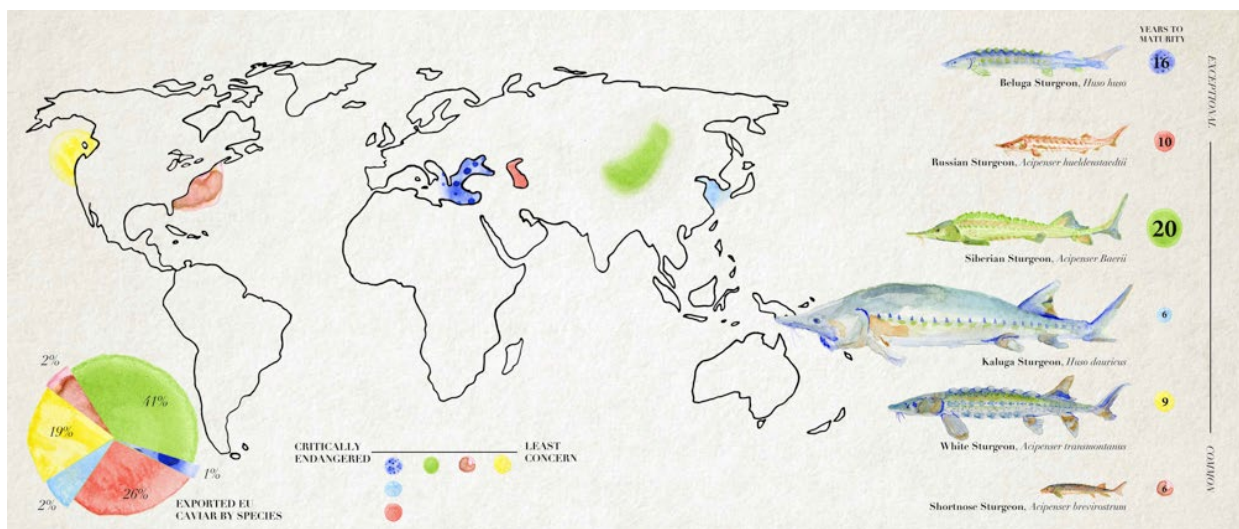 YEARS TO
MATURITY
16
Beluga Sturgeon, Huso huso
EXCEPTIONAL
10
Russian Sturgeon, Acipenser hueldenstaedtii
20
Siberian Sturgeon, Acipenser Baerii
6
Kaluga Sturgeon, Huso dauricus
9
White Sturgeon, Acipenser transmontanus
COMMON
6
Shortnose Sturgeon, Acipenser brevirostrum
2%
41%
19%
1%
2%
26%
EXPORTED EU
CAVIAR BY SPECIES
CRITICALLY
ENDANGERED
LEAST
CONCERN